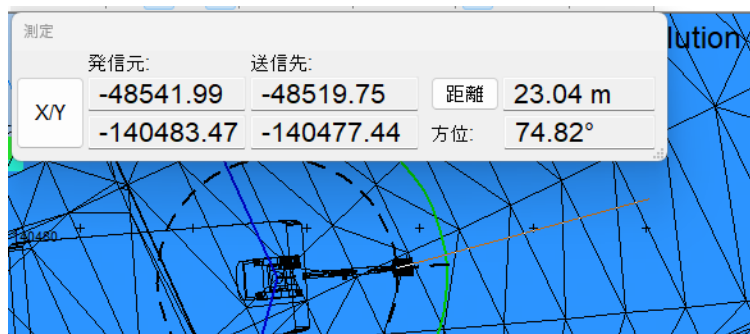 測定
lution
発信元: 送信先:
X/Y -48541.99 -48519.75 距離 23.04 m
-140483.47 -140477.44 方位: 74.82°